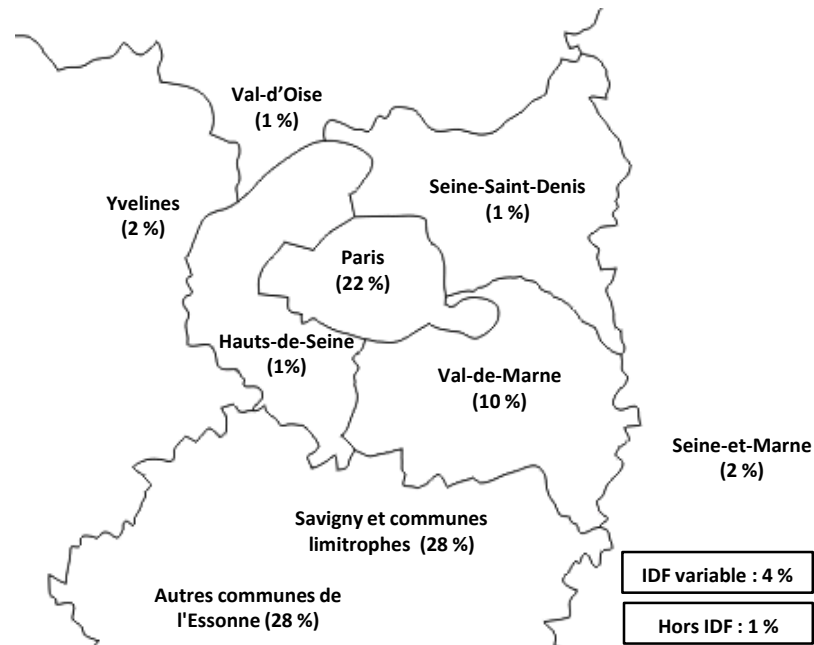 Val-d'Oise
(1 %)
Yvelines
(2 %)
Seine-Saint-Denis
(1 %)
Paris
(22 %)
Hauts-de-Seine
(1%)
Val-de-Marne
(10 %)
Seine-et-Marne
(2 %)
Savigny et communes
limitrophes (28 %)
Autres communes de
l'Essonne (28 %)
IDF variable : 4 %
Hors IDF : 1 %